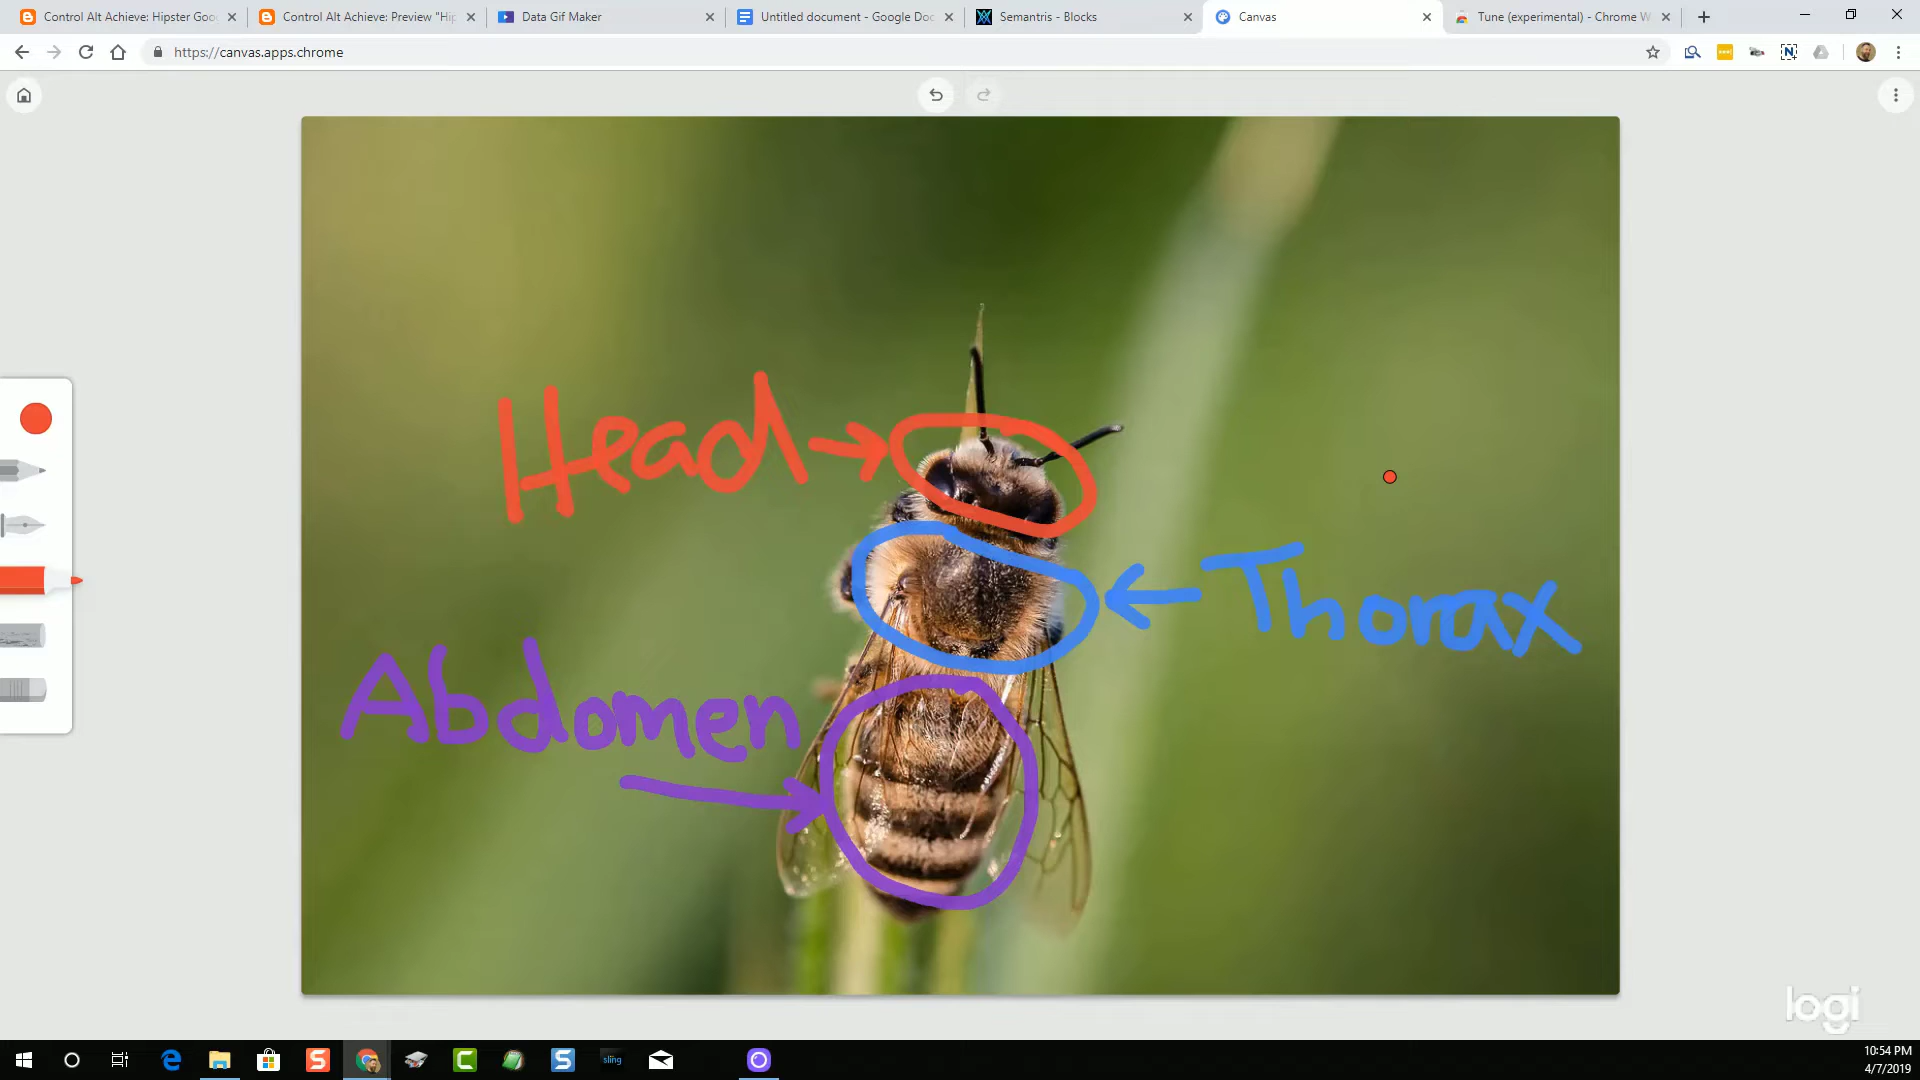 Control Alt Achieve: Hipster Goo
Control Alt Achieve: Preview "Hip
Data Gif Maker
Untitled document - Google Doc
Semantris - Blocks
Canvas
Tune (experimental) - Chrome W
https://canvas.apps.chrome
Head
Thorax
Abdomen
logi
sling
10:54 PM
4/7/2019